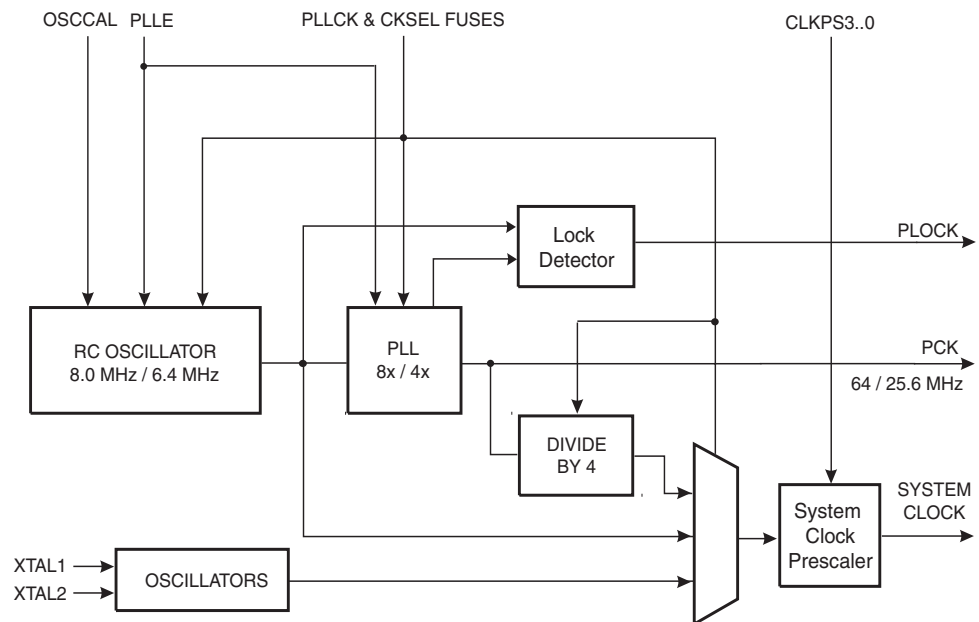 OSCCAL PLLE PLLCK & CKSEL FUSES CLKPS3..0
Lock
Detector
PLOCK
RC OSCILLATOR
8.0 MHz / 6.4 MHz
PLL
8x / 4x
PCK
64 / 25.6 MHz
DIVIDE
BY 4
SYSTEM
CLOCK
System
Clock
Prescaler
XTAL1
XTAL2
OSCILLATORS